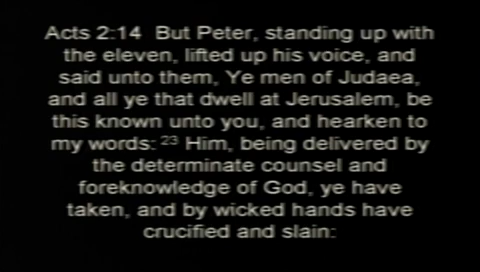 Acts 2:14  But Peter, standing up with
the eleven, lifted up his voice, and
said unto them, Ye men of Judaea,
and all ye that dwell at Jerusalem, be
this known unto you, and hearken to
my words: 23 Him, being delivered by
the determinate counsel and
foreknowledge of God, ye have
taken, and by wicked hands have
crucified and slain: